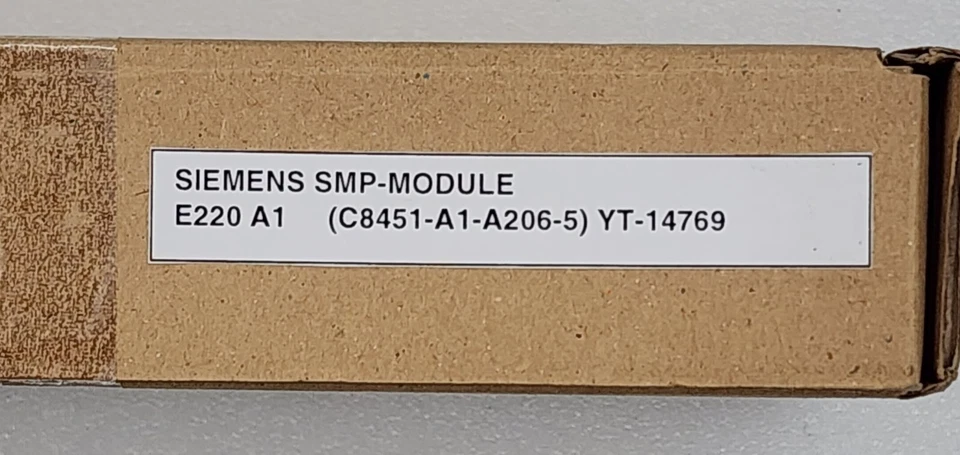 SIEMENS SMP-MODULE
E220 A1 (C8451-A1-A206-5) YT-14769